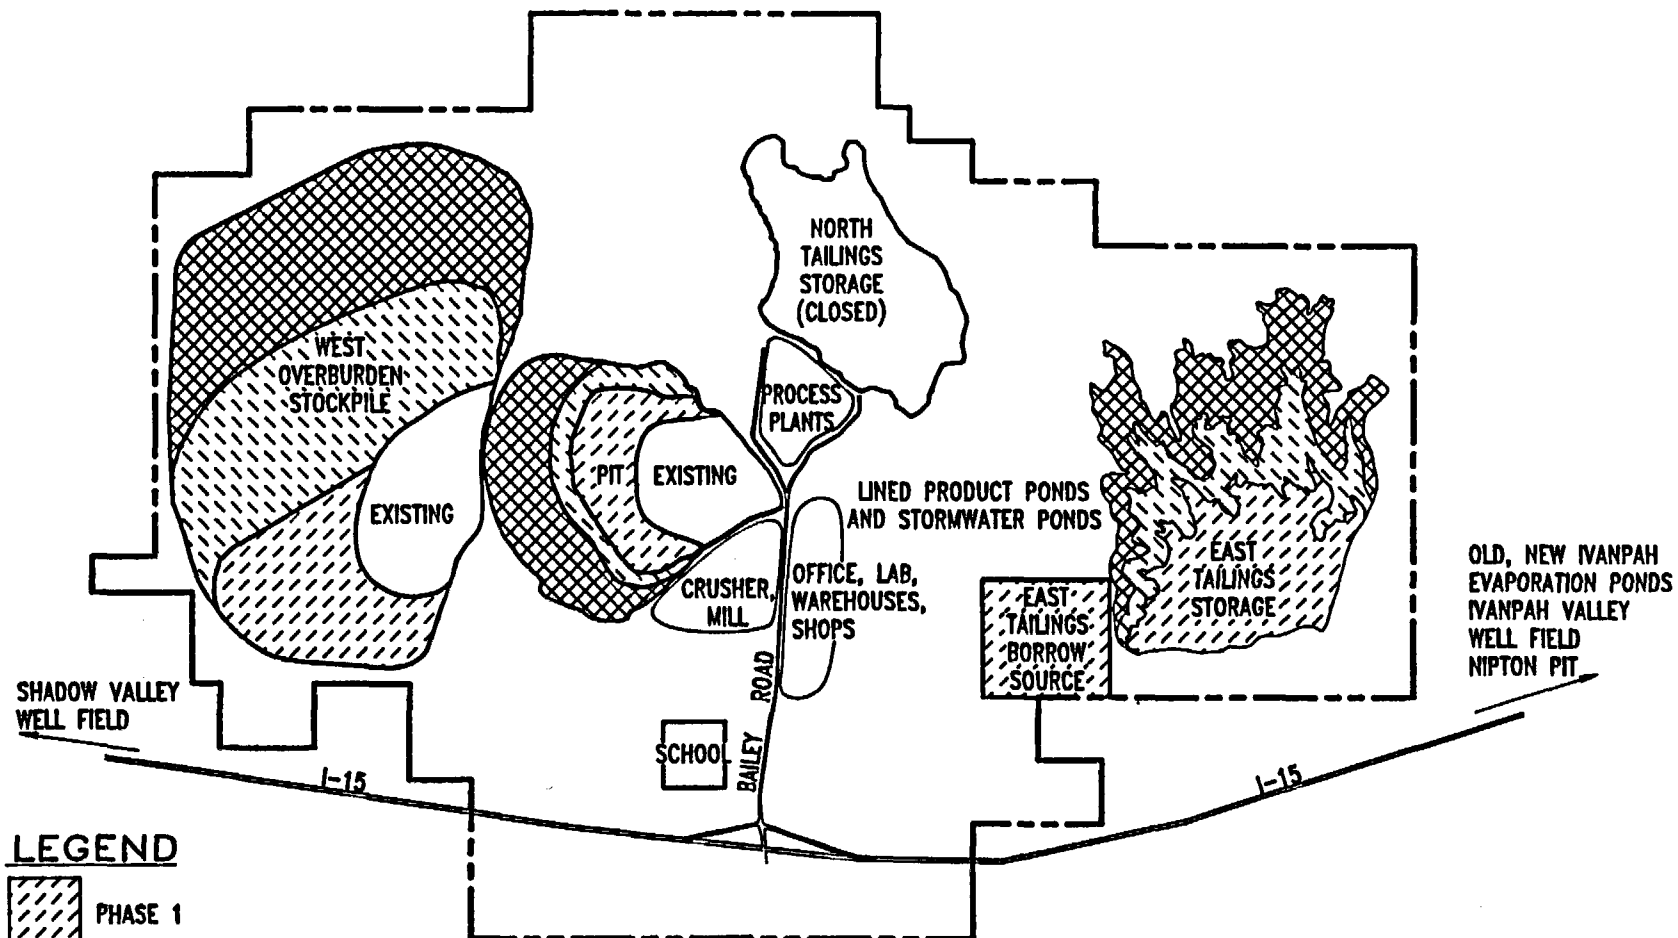 NORTH
TAILINGS
STORAGE
(CLOSED)
WEST
OVERBURDEN
STOCKPILE
PROCESS
PLANTS
PIT
EXISTING
EXISTING
LINED PRODUCT PONDS
AND STORMWATER PONDS
EAST
TAILINGS
STORAGE
OLD, NEW IVANPAH
EVAPORATION PONDS
IVANPAH VALLEY
WELL FIELD
NIPTON PIT
CRUSHER,
MILL
OFFICE, LAB,
WAREHOUSES,
SHOPS
EAST
TAILINGS
BORROW
SOURCE
SHADOW VALLEY
WELL FIELD
SCHOOL
BAILEY ROAD
I-15
I-15
LEGEND
PHASE 1